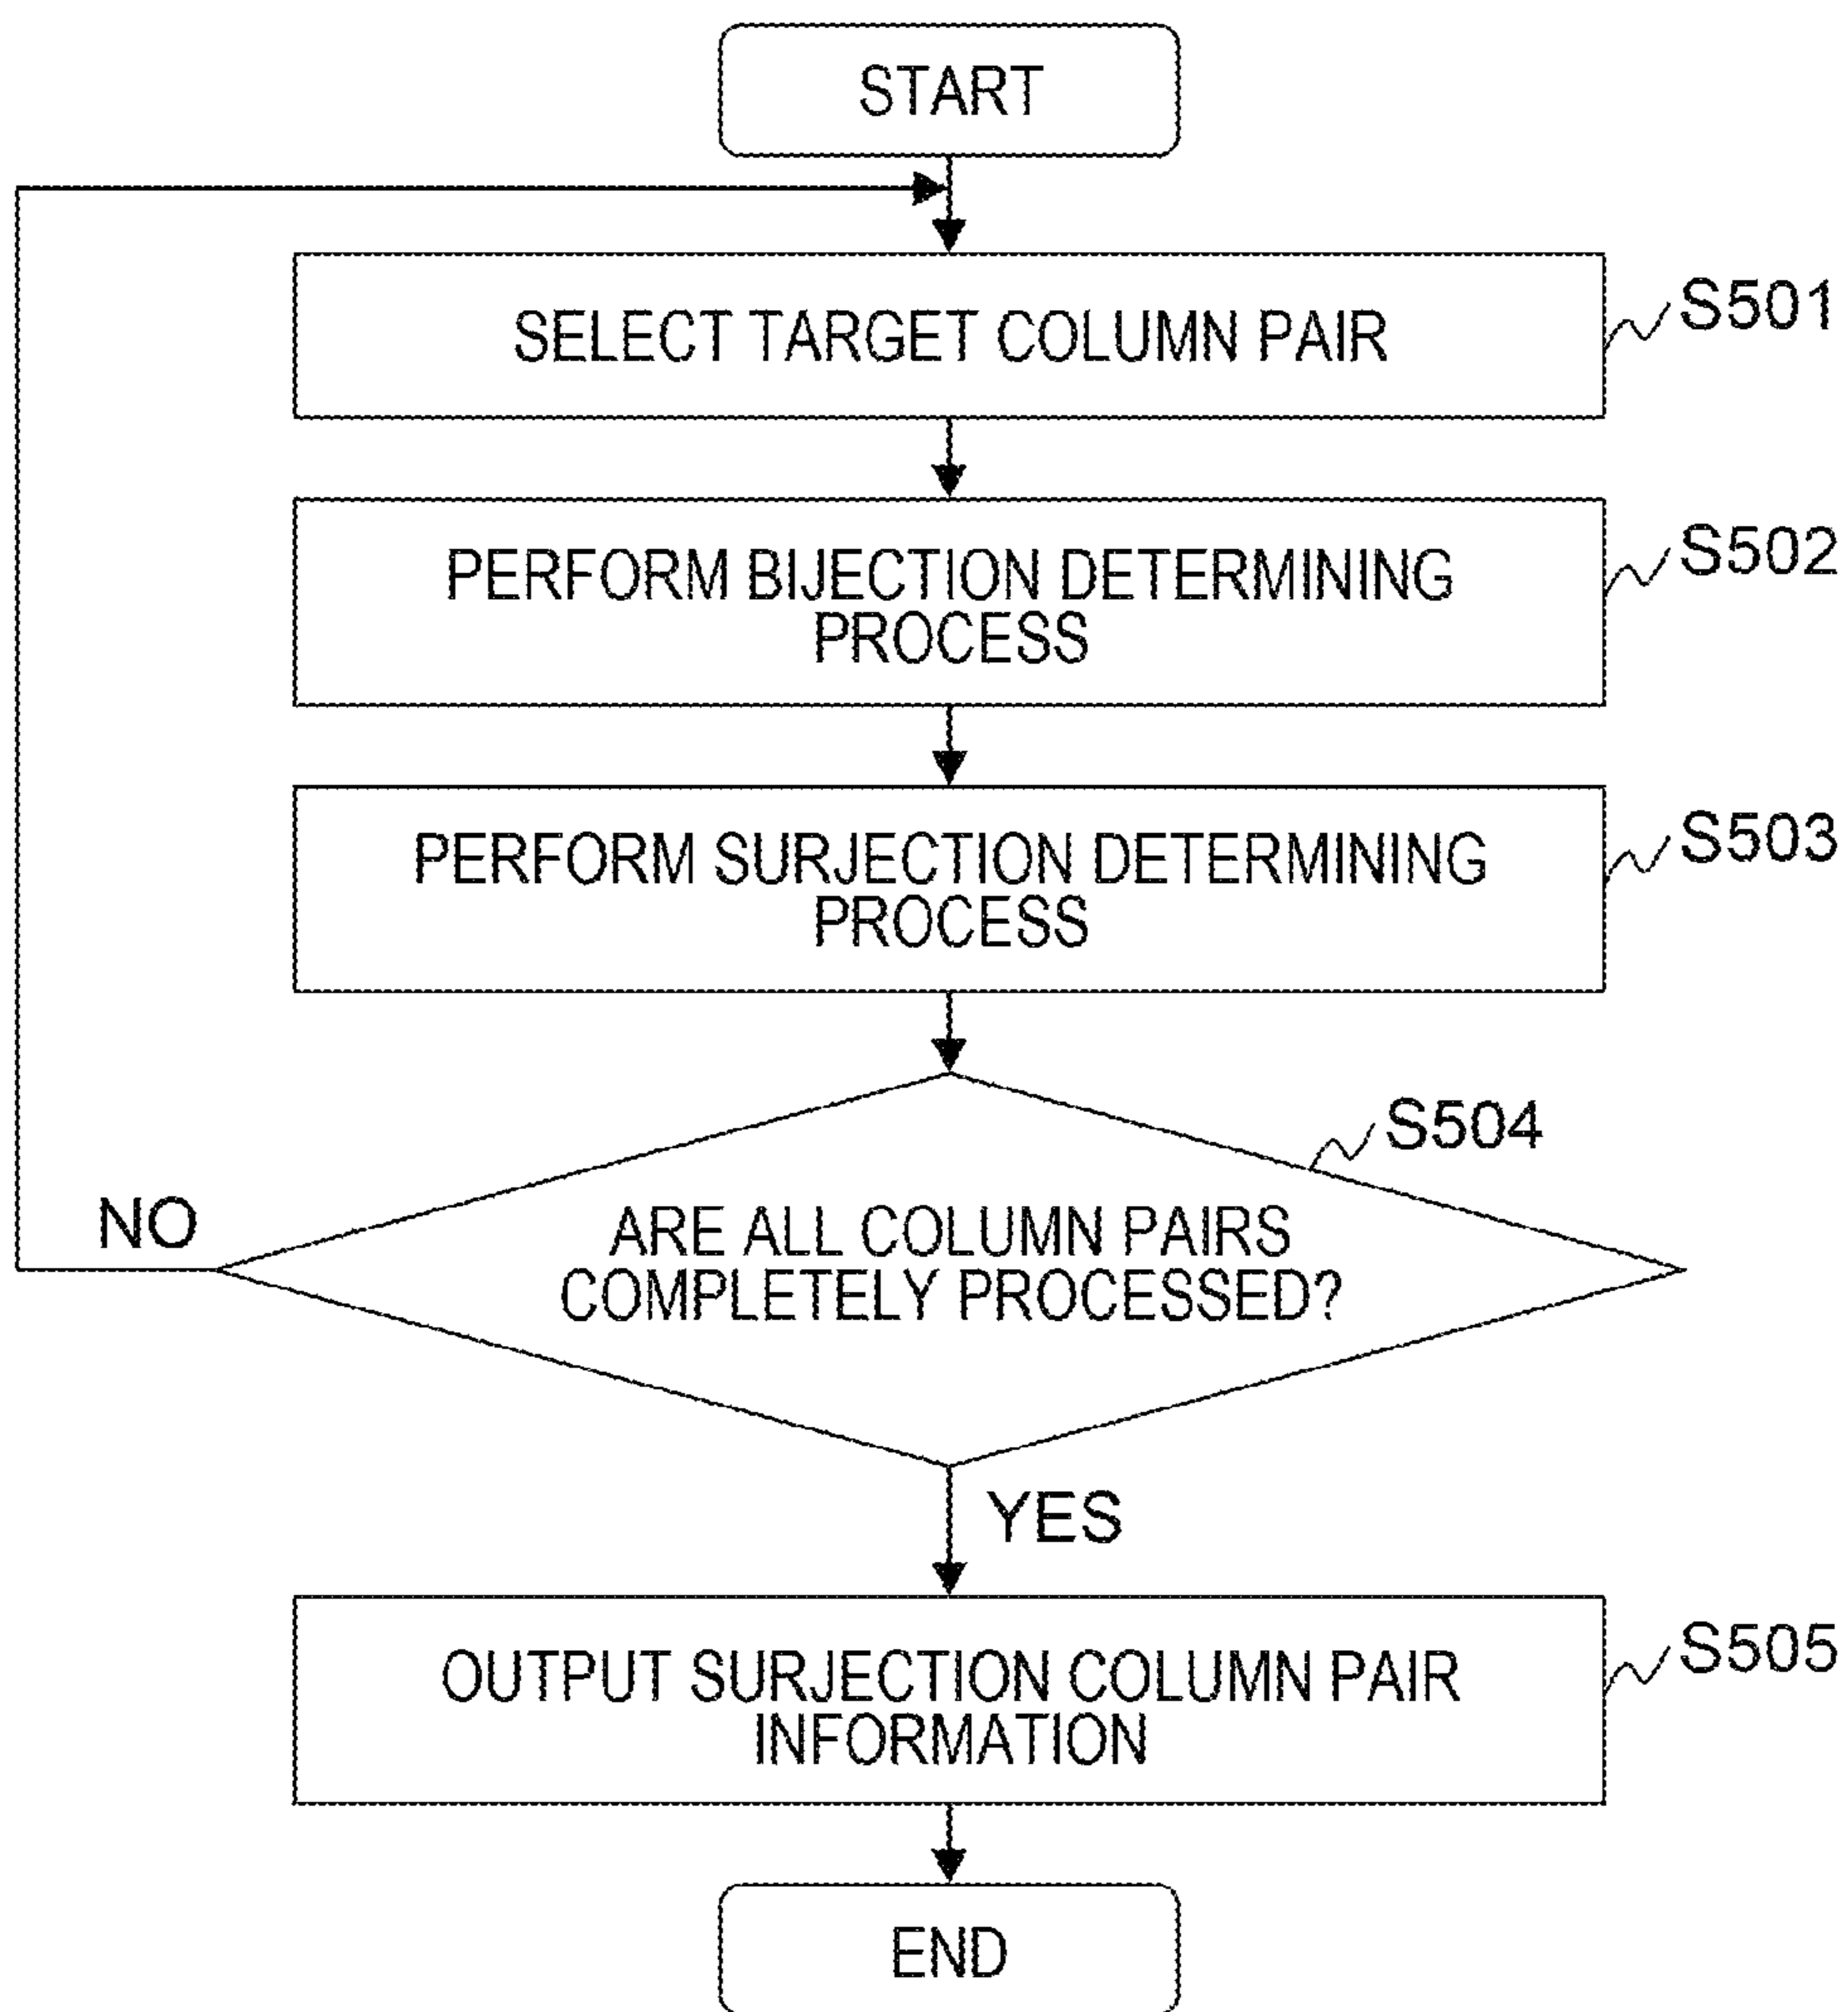 START
SELECT TARGET COLUMN PAIR
S501
PERFORM BIJECTION DETERMINING
PROCESS
S502
PERFORM SURJECTION DETERMINING
PROCESS
S503
S504
NO
ARE ALL COLUMN PAIRS
COMPLETELY PROCESSED?
YES
OUTPUT SURJECTION COLUMN PAIR
INFORMATION
S505
END